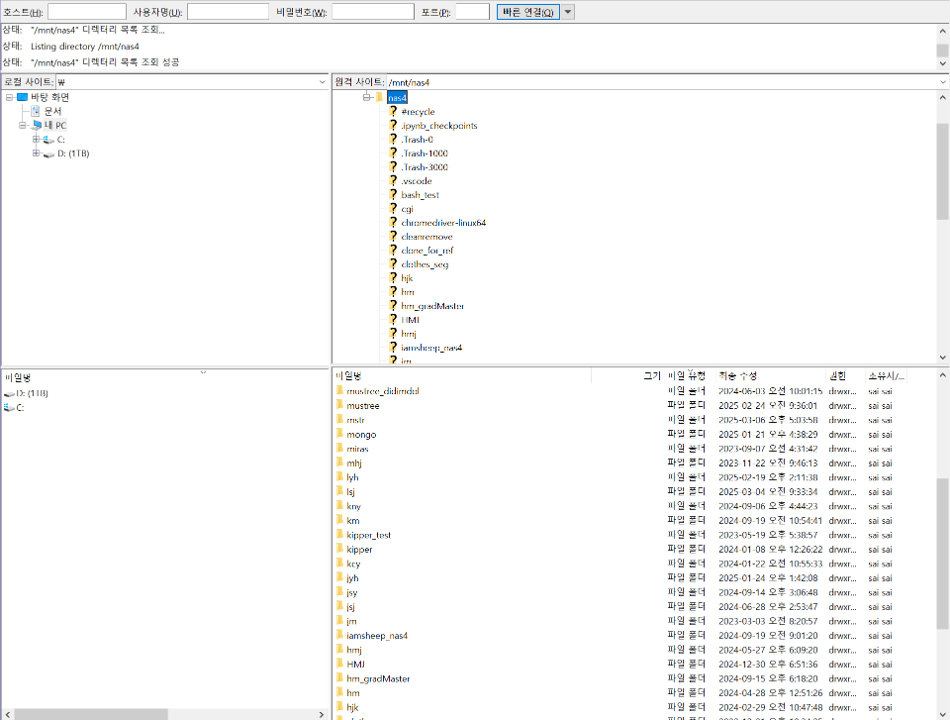 호스트(H): 사용자명(U): 비밀번호(W): 포트(P): 빠른 연결(Q)
상태: "/mnt/nas4" 디렉터리 목록 조회...
상태: Listing directory /mnt/nas4
상태: "/mnt/nas4" 디렉터리 목록 조회 성공
로컬 사이트: ₩
바탕 화면
문서
내 PC
C:
D: (1TB)
원격 사이트: /mnt/nas4
nas4
#recycle
.ipynb_checkpoints
.Trash-0
.Trash-1000
.Trash-3000
.vscode
bash_test
cgi
chromedriver-linux64
cleanremove
clone_for_ref
clothes_seg
hjk
hm
hm_gradMaster
HMJ
hmj
iamsheep_nas4
jm
파일명
D: (1TB)
C:
파일명 크기 파일 유형 최종 수정 권한 소유자/...
mustree_didimdol 파일 폴더 2024-06-03 오전 10:01:15 drwxr... sai sai
mustree 파일 폴더 2025-02-24 오전 9:36:01 drwxr... sai sai
mstr 파일 폴더 2025-03-06 오후 5:03:58 drwxr... sai sai
mongo 파일 폴더 2025-01-21 오후 4:38:29 drwxr... sai sai
miras 파일 폴더 2023-09-07 오전 4:31:42 drwxr... sai sai
mhj 파일 폴더 2023-11-22 오전 9:46:13 drwxr... sai sai
lyh 파일 폴더 2025-02-19 오후 2:11:38 drwxr... sai sai
lsj 파일 폴더 2025-03-04 오전 9:33:34 drwxr... sai sai
kny 파일 폴더 2024-09-06 오후 4:44:23 drwxr... sai sai
km 파일 폴더 2024-09-19 오전 10:54:41 drwxr... sai sai
kipper_test 파일 폴더 2023-05-19 오후 5:38:57 drwxr... sai sai
kipper 파일 폴더 2024-01-08 오후 12:26:22 drwxr... sai sai
kcy 파일 폴더 2024-01-22 오전 10:55:33 drwxr... sai sai
jyh 파일 폴더 2025-01-24 오후 1:42:08 drwxr... sai sai
jsy 파일 폴더 2024-09-14 오후 3:06:48 drwxr... sai sai
jsj 파일 폴더 2024-06-28 오후 2:53:47 drwxr... sai sai
jm 파일 폴더 2023-03-03 오전 8:20:57 drwxr... sai sai
iamsheep_nas4 파일 폴더 2024-09-19 오전 9:01:20 drwxr... sai sai
hmj 파일 폴더 2024-05-27 오후 6:09:20 drwxr... sai sai
HMJ 파일 폴더 2024-12-30 오후 6:51:36 drwxr... sai sai
hm_gradMaster 파일 폴더 2024-09-15 오후 6:18:20 drwxr... sai sai
hm 파일 폴더 2024-04-28 오후 12:51:26 drwxr... sai sai
hjk 파일 폴더 2024-02-29 오전 10:47:48 drwxr... sai sai